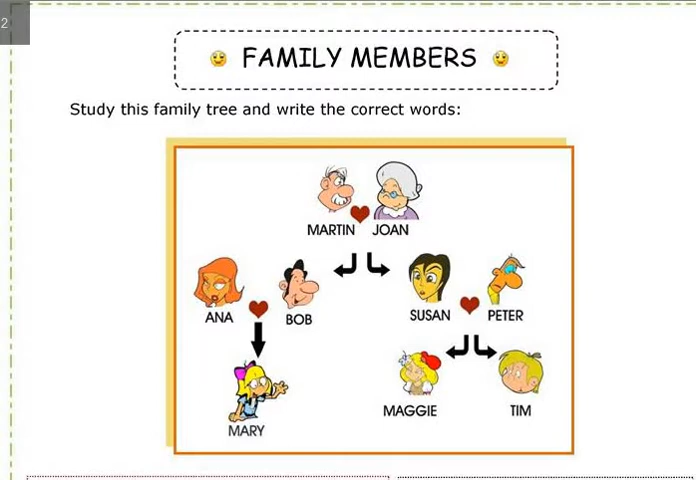 2
FAMILY MEMBERS
Study this family tree and write the correct words:
MARTIN JOAN
ANA BOB SUSAN PETER
MAGGIE TIM
MARY